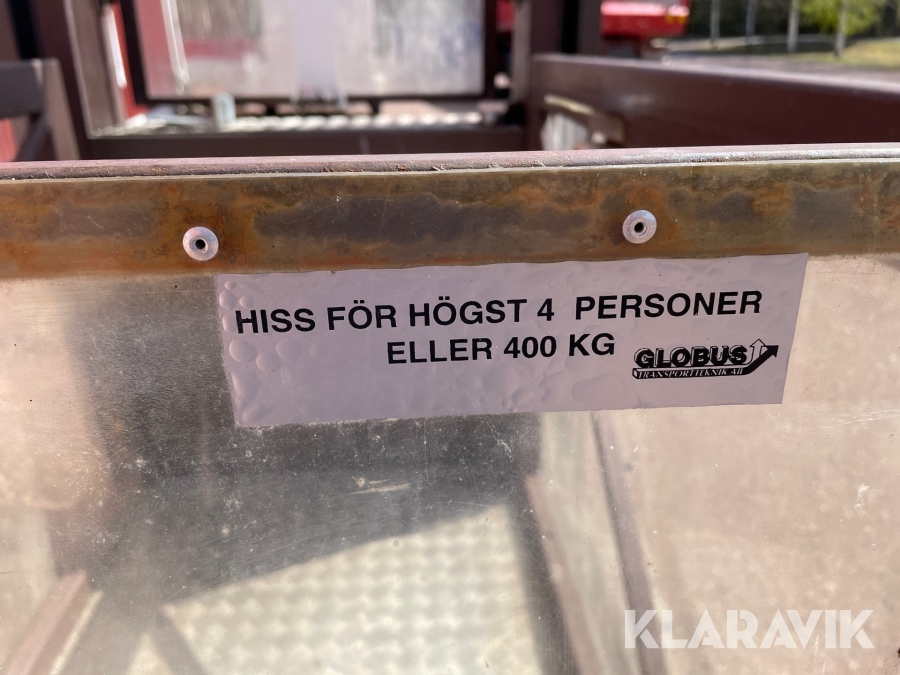 HISS FÖR HÖGST 4 PERSONER
ELLER 400 KG
GLOBUS
TRANSPORTTEKNIK AB
KLARAVIK